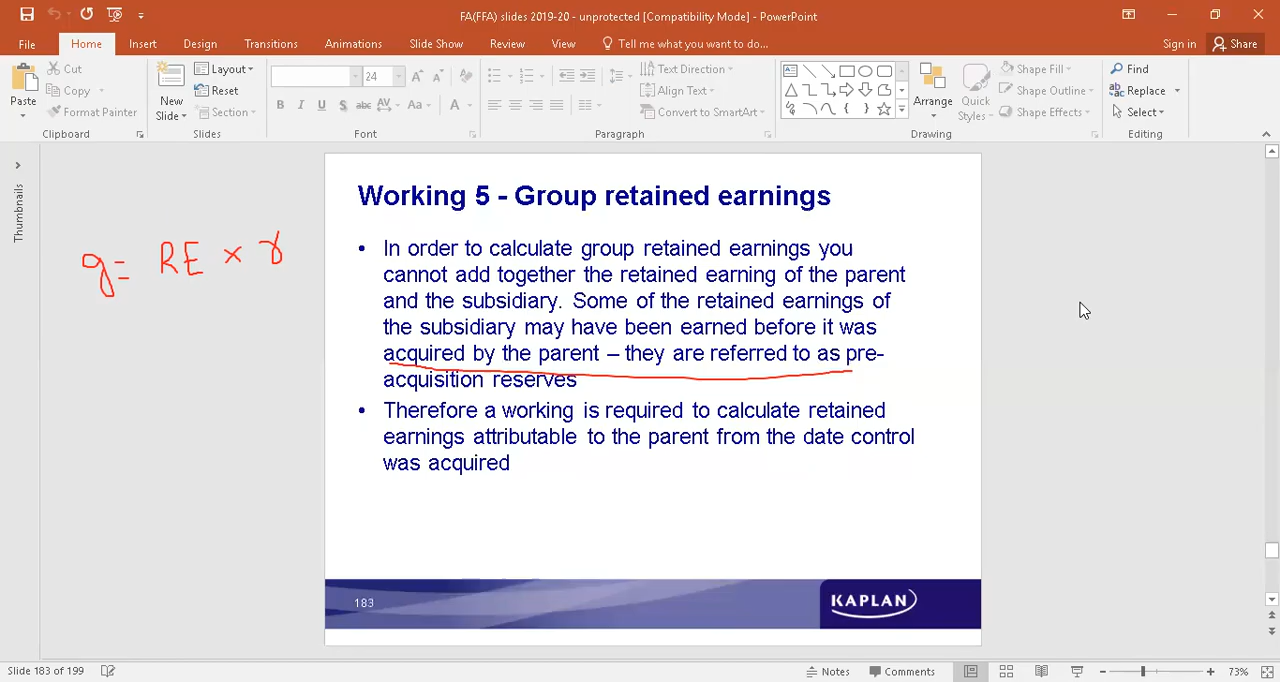 FA(FFA) slides 2019-20 - unprotected [Compatibility Mode] - PowerPoint
File Home Insert Design Transitions Animations Slide Show Review View Tell me what you want to do... Sign in Share
Paste Cut Copy Format Painter Clipboard
New Slide Layout Reset Section Slides
24 B I U S abc AV Aa A Font
Text Direction Align Text Convert to SmartArt Paragraph
Arrange Quick Styles Shape Fill Shape Outline Shape Effects Drawing
Find Replace Select Editing
Thumbnails
Working 5 - Group retained earnings
g = RE × r
• In order to calculate group retained earnings you
cannot add together the retained earning of the parent
and the subsidiary. Some of the retained earnings of
the subsidiary may have been earned before it was
acquired by the parent – they are referred to as pre-
acquisition reserves
• Therefore a working is required to calculate retained
earnings attributable to the parent from the date control
was acquired
183
KAPLAN
Slide 183 of 199 Notes Comments 73%